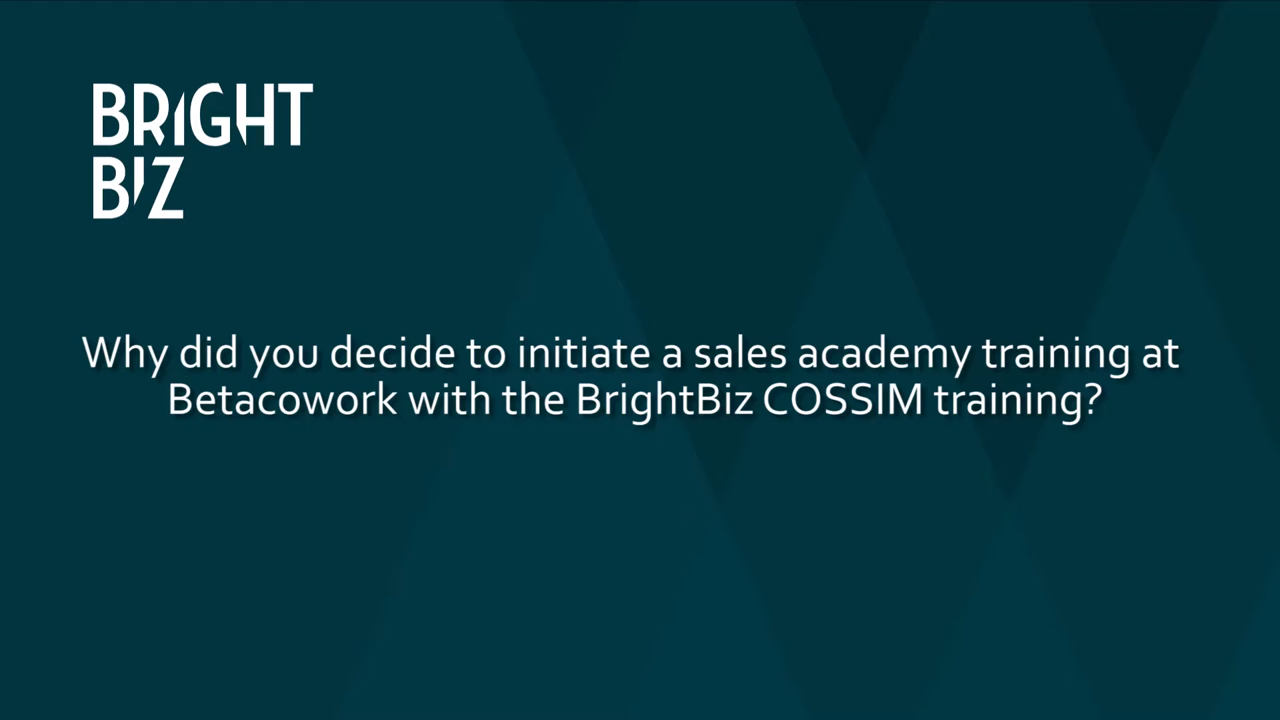 BRIGHT
BIZ
Why did you decide to initiate a sales academy training at
Betacowork with the BrightBiz COSSIM training?